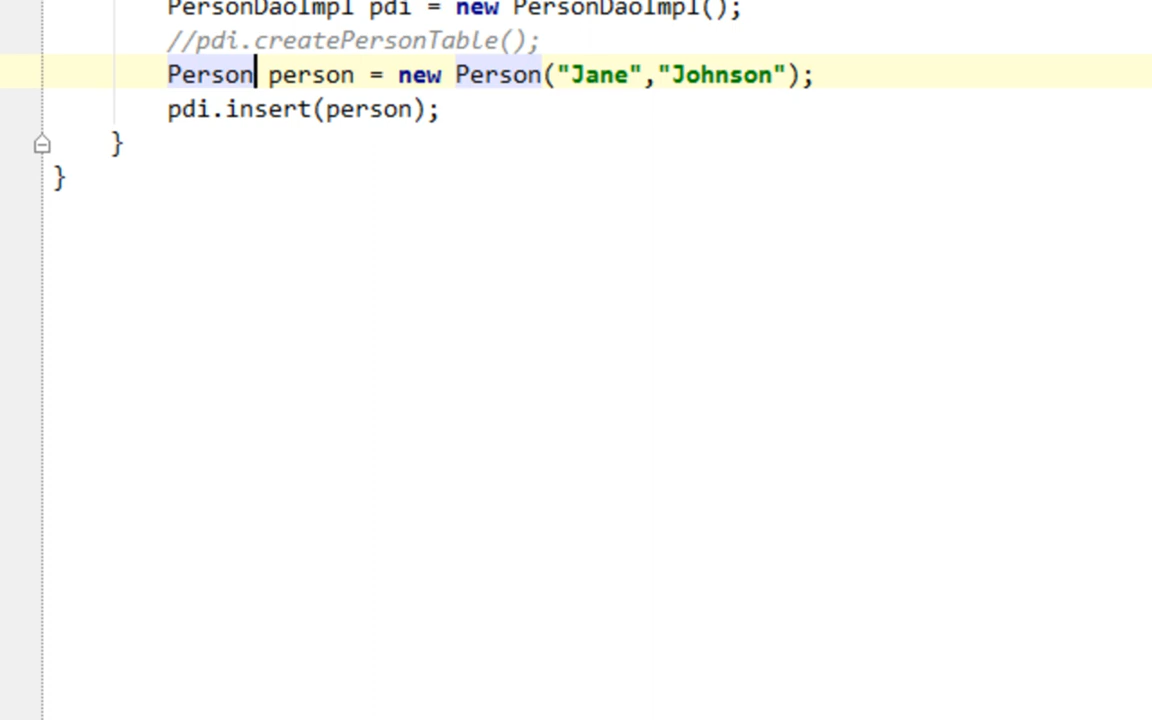 PersonDaoImpl pdi = new PersonDaoImpl();
//pdi.createPersonTable();
Person person = new Person("Jane","Johnson");
pdi.insert(person);
}
}